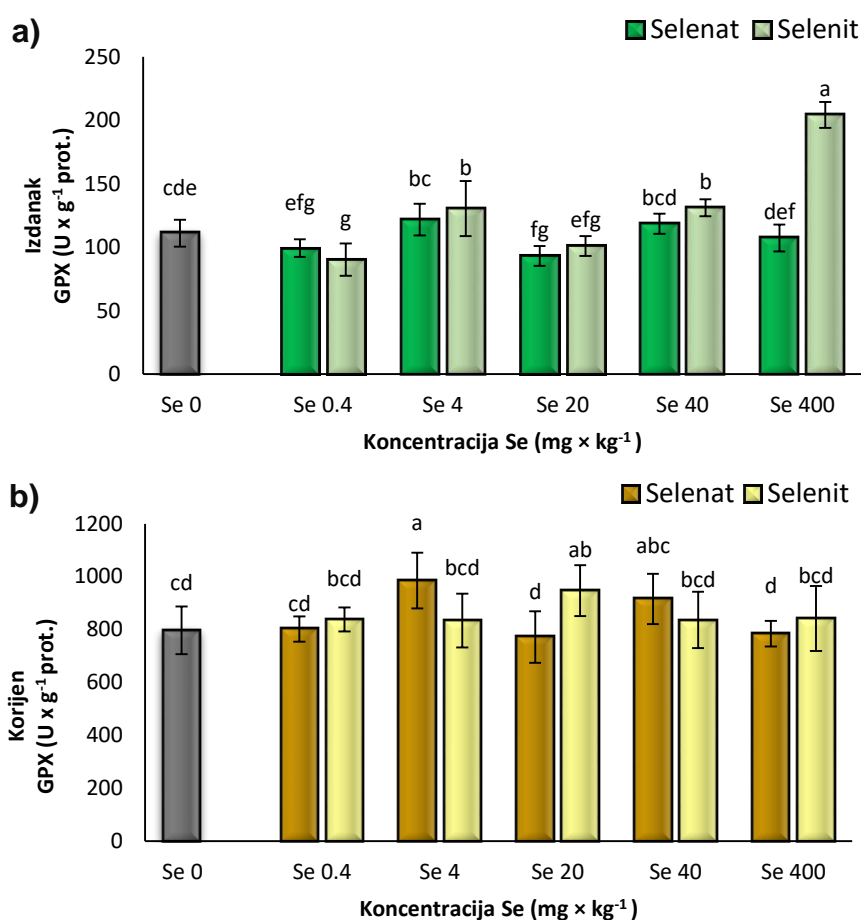 a)
Selenat Selenit
Izdanak
GPX (U x g⁻¹ prot.)
250
200
150
100
50
0
cde
efg
g
bc
b
fg
efg
bcd
b
def
a
Se 0 Se 0.4 Se 4 Se 20 Se 40 Se 400
Koncentracija Se (mg × kg⁻¹)
b)
Selenat Selenit
Korijen
GPX (U x g⁻¹ prot.)
1200
1000
800
600
400
200
0
cd
cd
bcd
a
bcd
d
ab
abc
bcd
d
bcd
Se 0 Se 0.4 Se 4 Se 20 Se 40 Se 400
Koncentracija Se (mg × kg⁻¹)